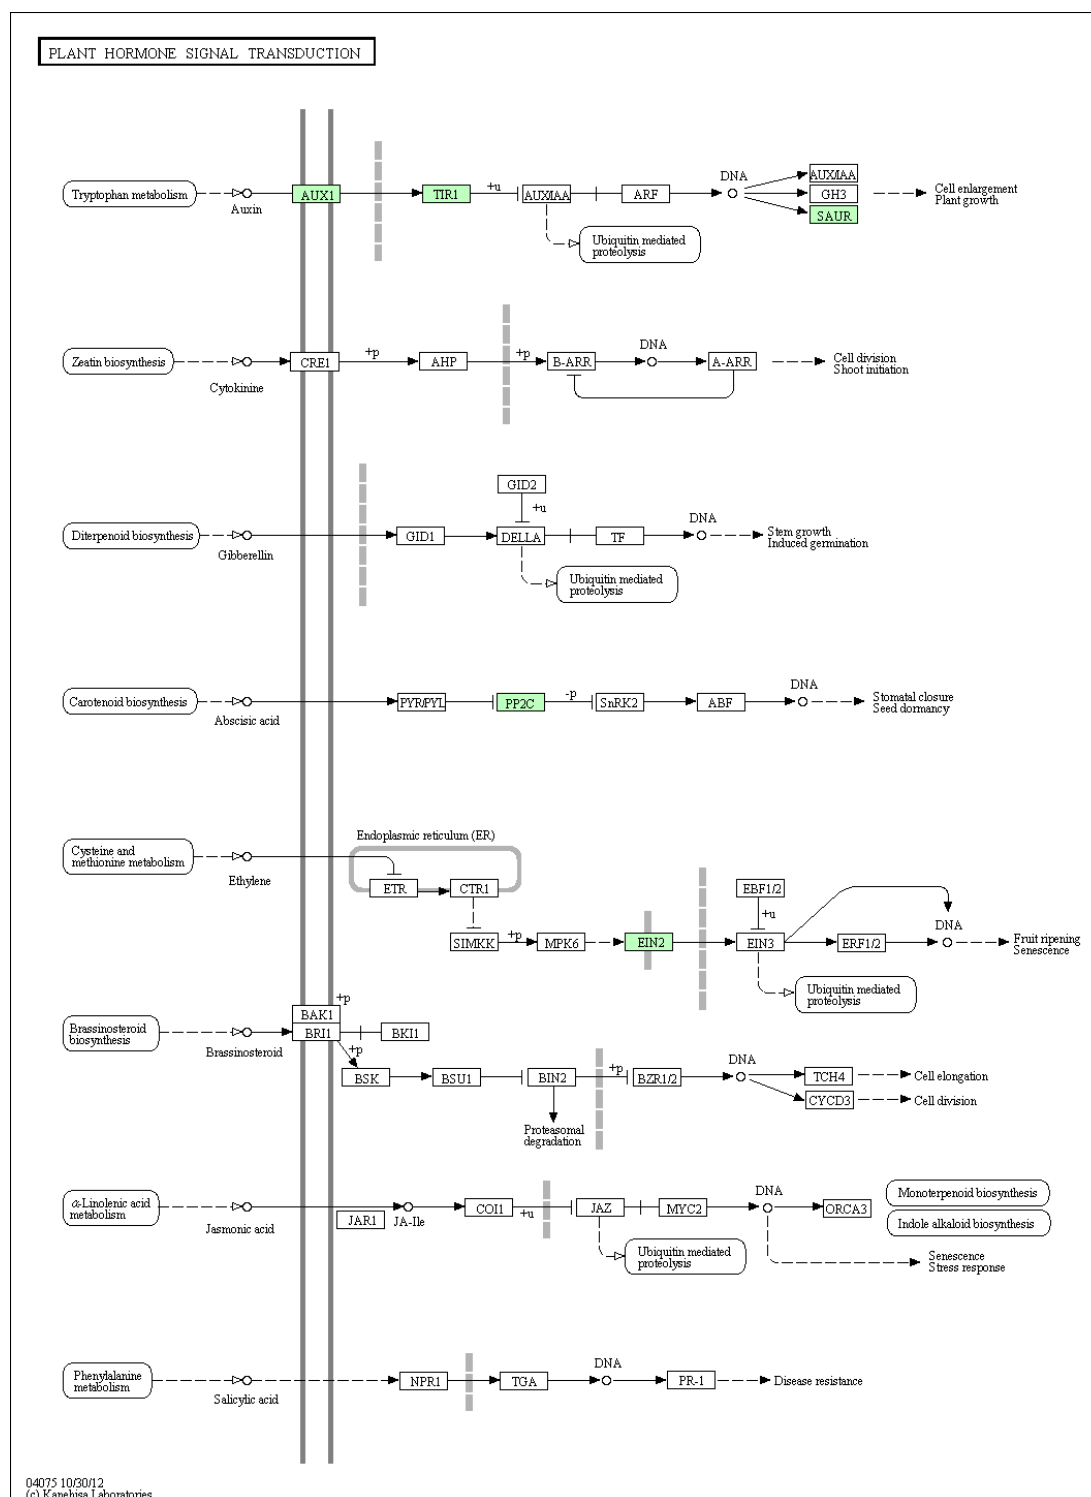 PLANT HORMONE SIGNAL TRANSDUCTION
Tryptophan metabolism
Auxin
AUX1
TIR1
+u
AUX/IAA
ARF
DNA
AUX/IAA
GH3
SAUR
Cell enlargement
Plant growth
Ubiquitin mediated
proteolysis
Zeatin biosynthesis
Cytokinine
CRE1
+p
AHP
+p
B-ARR
DNA
A-ARR
Cell division
Shoot initiation
Diterpenoid biosynthesis
Gibberellin
GID1
GID2
+u
DELLA
TF
DNA
Stem growth
Induced germination
Ubiquitin mediated
proteolysis
Carotenoid biosynthesis
Abscisic acid
PYR/PYL
PP2C
-p
SnRK2
ABF
DNA
Stomatal closure
Seed dormancy
Cysteine and
methionine metabolism
Ethylene
Endoplasmic reticulum (ER)
ETR
CTR1
SIMKK
+p
MPK6
EIN2
EBF1/2
+u
EIN3
ERF1/2
DNA
Fruit ripening
Senescence
Ubiquitin mediated
proteolysis
Brassinosteroid
biosynthesis
Brassinosteroid
BAK1
+p
BRI1
BKI1
+p
BSK
BSU1
BIN2
+p
BZR1/2
DNA
TCH4
Cell elongation
CYCD3
Cell division
Proteasomal
degradation
α-Linolenic acid
metabolism
Jasmonic acid
JAR1
JA-Ile
COI1
+u
JAZ
MYC2
DNA
ORCA3
Monoterpenoid biosynthesis
Indole alkaloid biosynthesis
Ubiquitin mediated
proteolysis
Senescence
Stress response
Phenylalanine
metabolism
Salicylic acid
NPR1
TGA
DNA
PR-1
Disease resistance
04075 10/30/12
(c) Kanehisa Laboratories